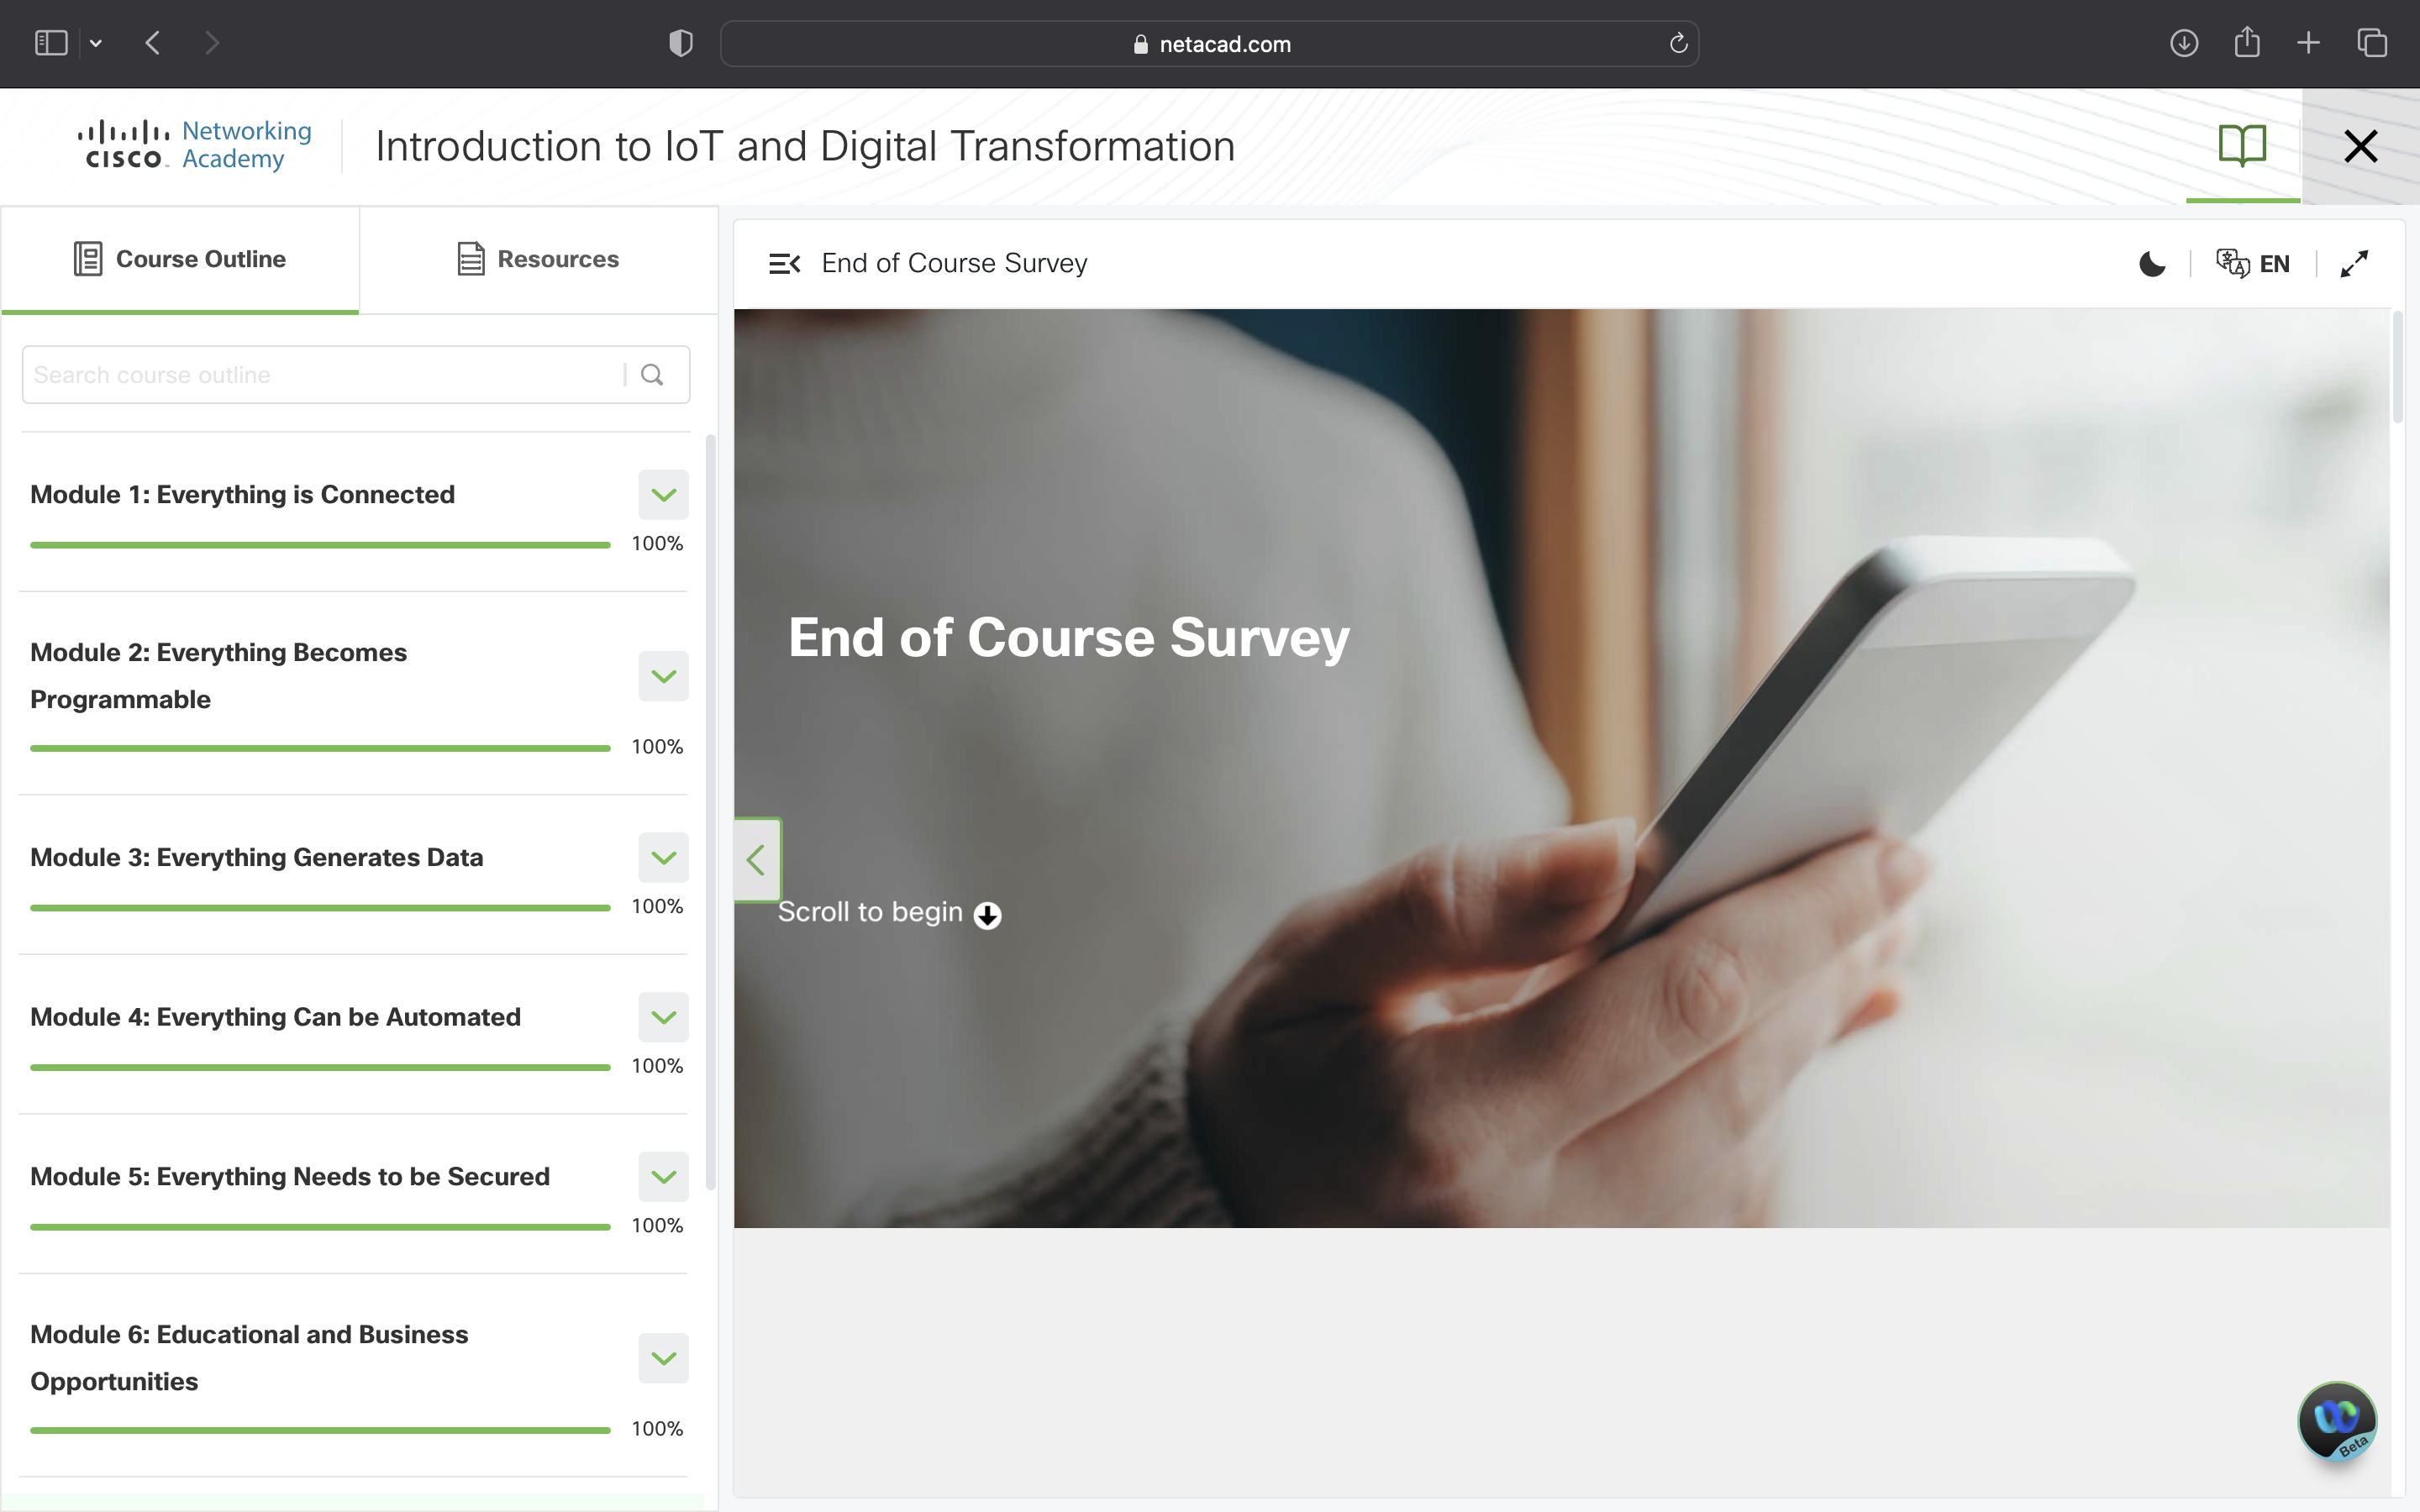 netacad.com
CISCO
Networking
Academy
Introduction to IoT and Digital Transformation
Course Outline
Resources
Search course outline
Module 1: Everything is Connected
100%
Module 2: Everything Becomes
Programmable
100%
Module 3: Everything Generates Data
100%
Module 4: Everything Can be Automated
100%
Module 5: Everything Needs to be Secured
100%
Module 6: Educational and Business
Opportunities
100%
End of Course Survey
EN
End of Course Survey
Scroll to begin
Beta